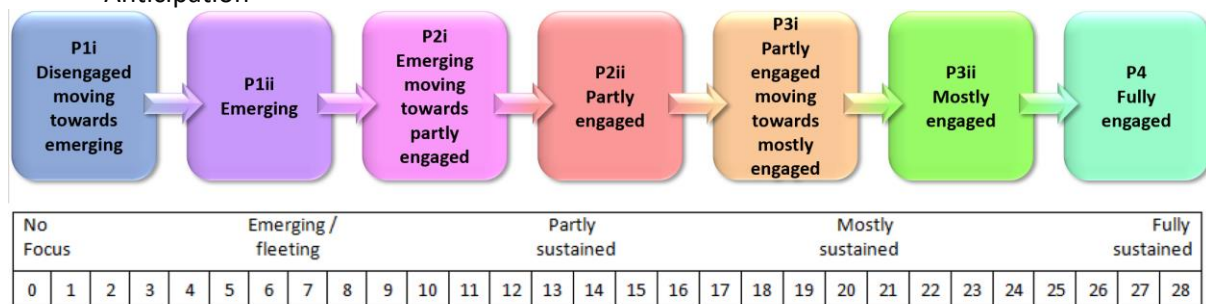 Anticipation
P1i
Disengaged
moving
towards
emerging
P1ii
Emerging
P2i
Emerging
moving
towards
partly
engaged
P2ii
Partly
engaged
P3i
Partly
engaged
moving
towards
mostly
engaged
P3ii
Mostly
engaged
P4
Fully
engaged
No
Focus
Emerging /
fleeting
Partly
sustained
Mostly
sustained
Fully
sustained
0 1 2 3 4 5 6 7 8 9 10 11 12 13 14 15 16 17 18 19 20 21 22 23 24 25 26 27 28